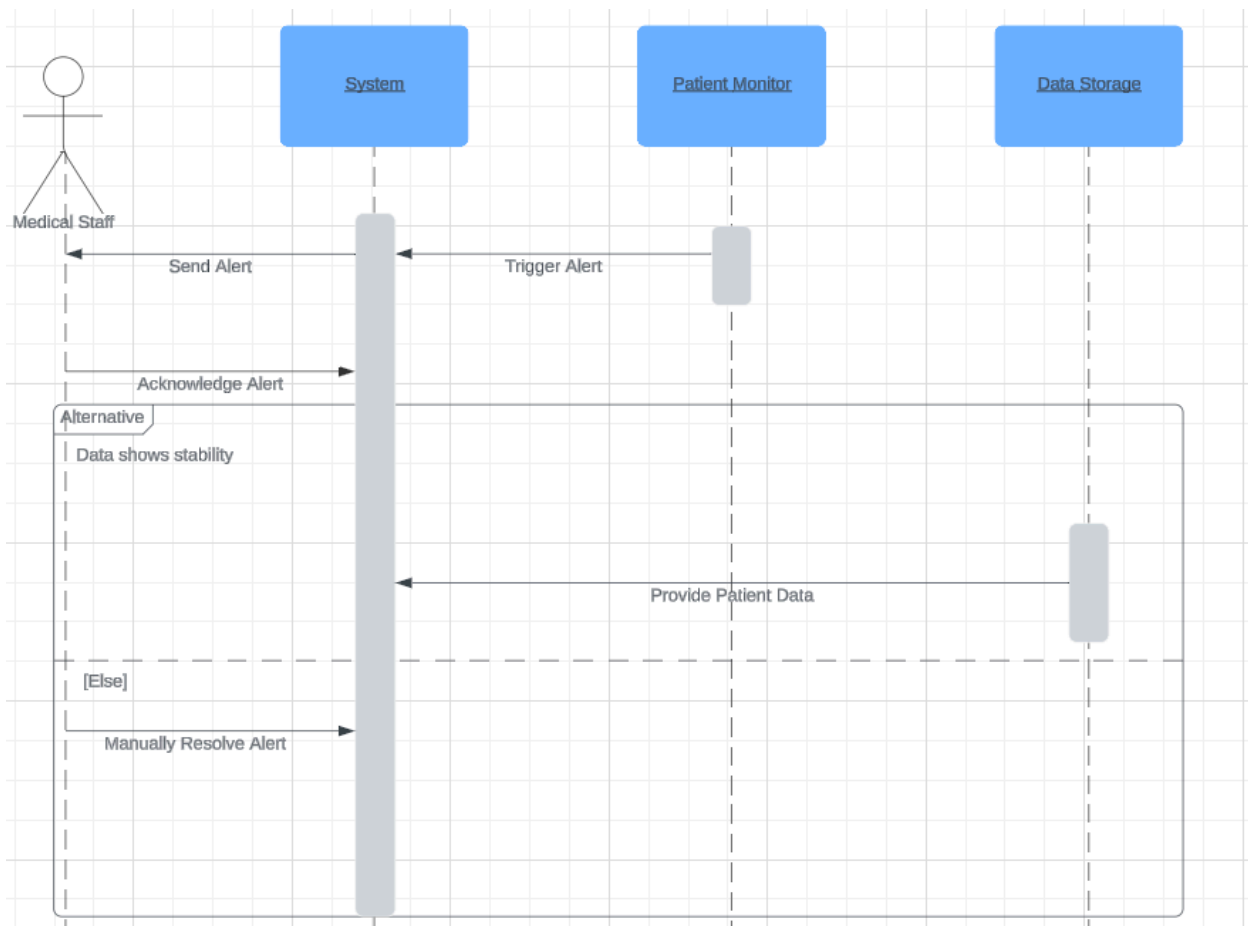 System
Patient Monitor
Data Storage
Medical Staff
Send Alert
Trigger Alert
Acknowledge Alert
Alternative
Data shows stability
Provide Patient Data
[Else]
Manually Resolve Alert